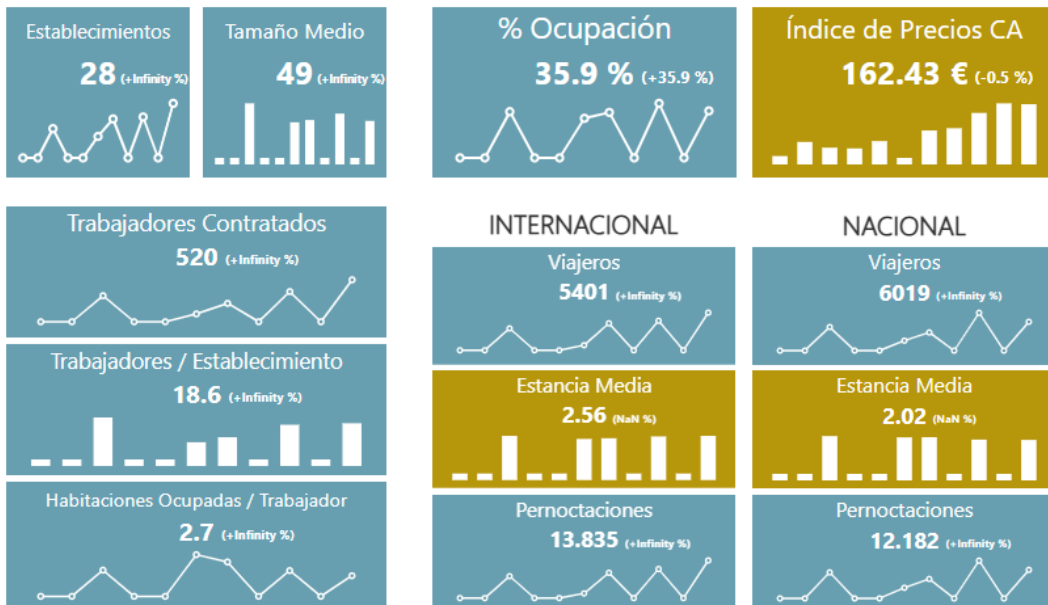 Establecimientos
28 (+Infinity %)
Tamaño Medio
49 (+Infinity %)
% Ocupación
35.9 % (+35.9 %)
Índice de Precios CA
162.43 € (-0.5 %)
Trabajadores Contratados
520 (+Infinity %)
Trabajadores / Establecimiento
18.6 (+Infinity %)
Habitaciones Ocupadas / Trabajador
2.7 (+Infinity %)
INTERNACIONAL
Viajeros
5401 (+Infinity %)
Estancia Media
2.56 (NaN %)
Pernoctaciones
13.835 (+Infinity %)
NACIONAL
Viajeros
6019 (+Infinity %)
Estancia Media
2.02 (NaN %)
Pernoctaciones
12.182 (+Infinity %)